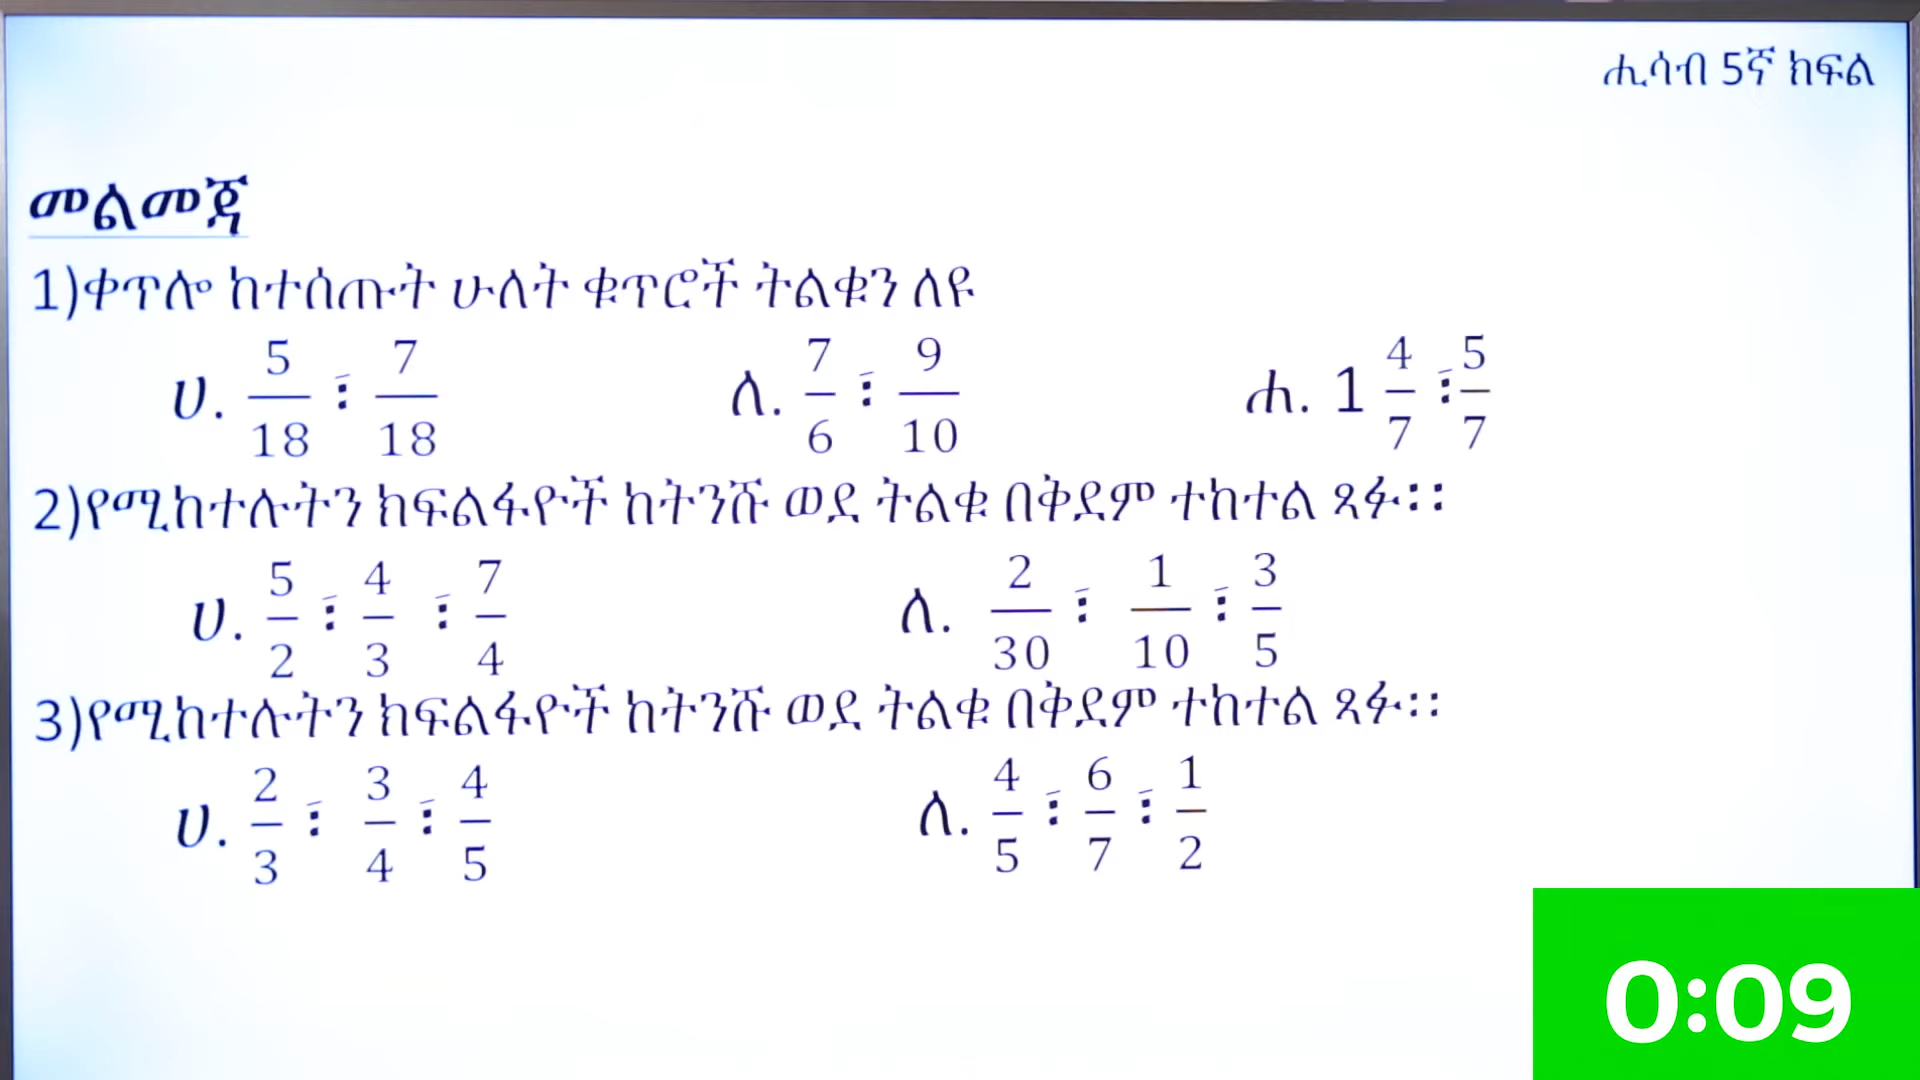 ሒሳብ 5ኛ ክፍል
መልመጃ
1)ቀጥሎ ከተሰጡት ሁለት ቁጥሮች ትልቁን ለዩ
ሀ. 5/18 ፣ 7/18 ለ. 7/6 ፣ 9/10 ሐ. 1 4/7 ፣ 5/7
2)የሚከተሉትን ክፍልፋዮች ከትንሹ ወደ ትልቁ በቅደም ተከተል ጻፉ፡፡
ሀ. 5/2 ፣ 4/3 ፣ 7/4 ለ. 2/30 ፣ 1/10 ፣ 3/5
3)የሚከተሉትን ክፍልፋዮች ከትንሹ ወደ ትልቁ በቅደም ተከተል ጻፉ፡፡
ሀ. 2/3 ፣ 3/4 ፣ 4/5 ለ. 4/5 ፣ 6/7 ፣ 1/2
0:09